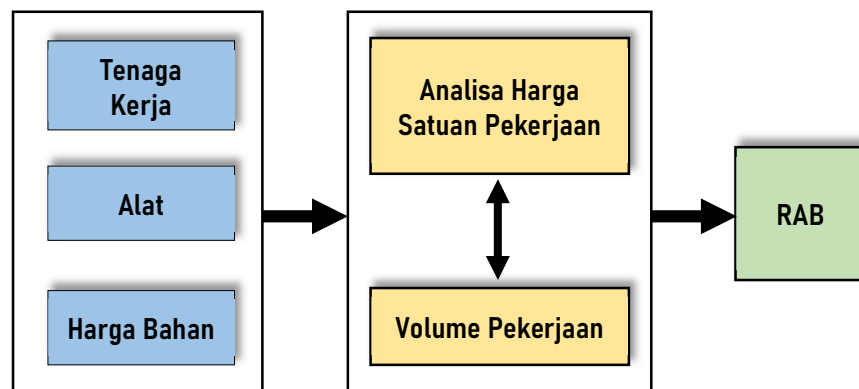 Tenaga
Kerja
Alat
Harga Bahan
Analisa Harga
Satuan Pekerjaan
Volume Pekerjaan
RAB